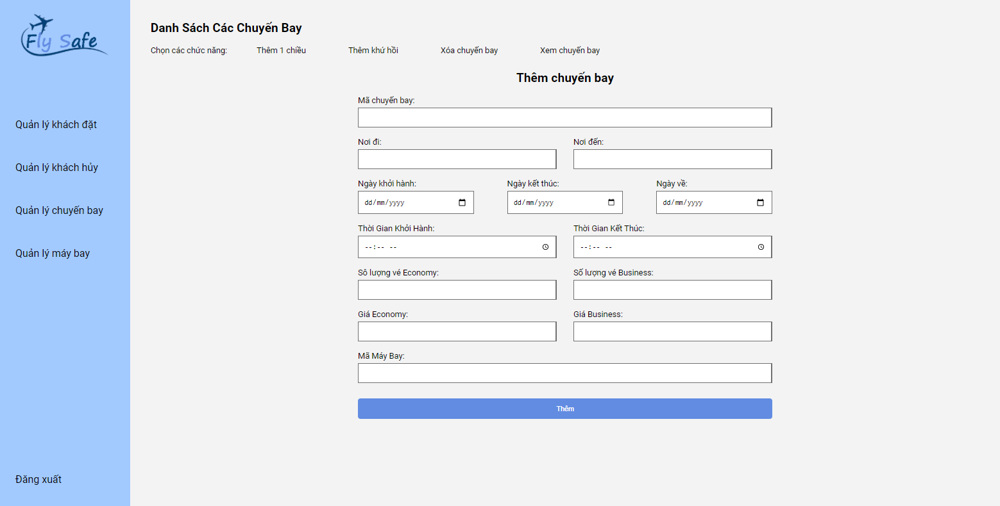 Fly Safe
Quản lý khách đặt
Quản lý khách hủy
Quản lý chuyến bay
Quản lý máy bay
Đăng xuất
Danh Sách Các Chuyến Bay
Chọn các chức năng: Thêm 1 chiều Thêm khứ hồi Xóa chuyến bay Xem chuyến bay
Thêm chuyến bay
Mã chuyến bay:
Nơi đi: Nơi đến:
Ngày khởi hành: Ngày kết thúc: Ngày về:
dd/mm/yyyy dd/mm/yyyy dd/mm/yyyy
Thời Gian Khởi Hành: Thời Gian Kết Thúc:
--:-- -- --:-- --
Sô lượng vé Economy: Số lượng vé Business:
Giá Economy: Giá Business:
Mã Máy Bay:
Thêm